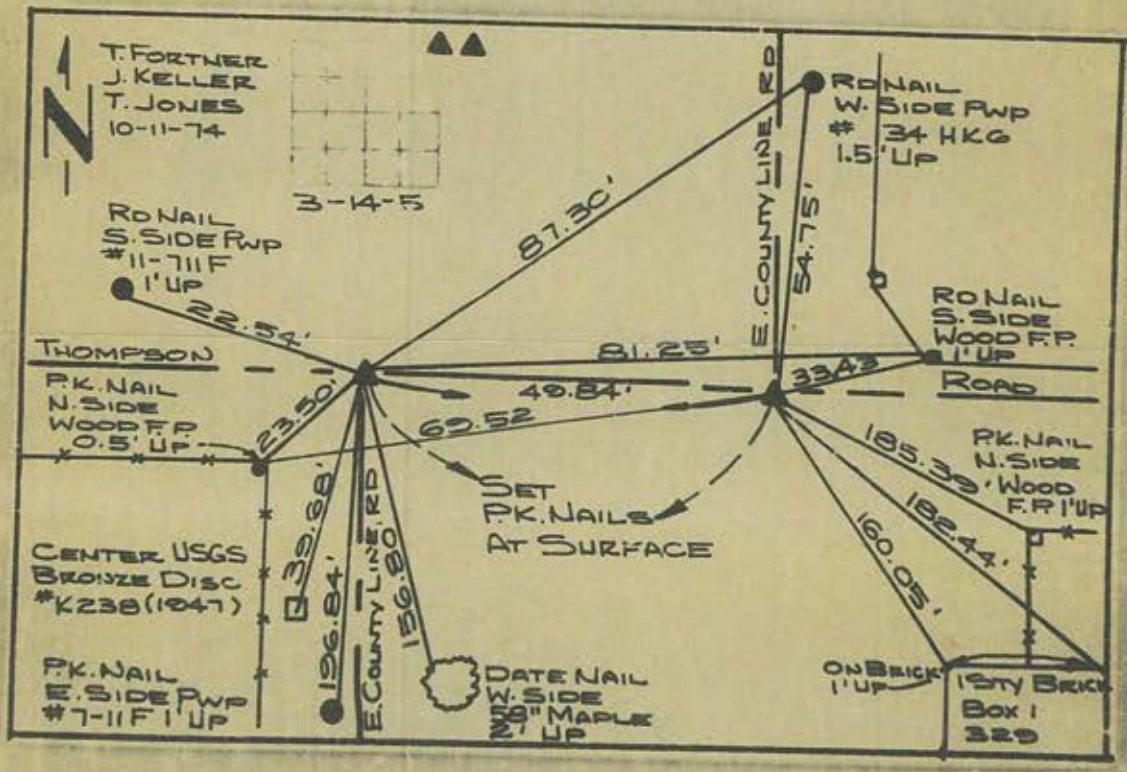 N
T. FORTNER
J. KELLER
T. JONES
10-11-74
3-14-5
E. COUNTY LINE RD
RD NAIL
W. SIDE PWP
# 34 HKG
1.5' UP
87.30'
54.75'
RD NAIL
S. SIDE PWP
#11-711F
1' UP
22.54'
RD NAIL
S. SIDE
WOOD F.P.
1' UP
THOMPSON
81.25'
33.43
ROAD
49.84'
69.52
P.K. NAIL
N. SIDE
WOOD F.P.
0.5' UP
23.50'
SET
P.K. NAILS
AT SURFACE
185.39'
182.44'
160.05'
P.K. NAIL
N. SIDE
WOOD
F.P. 1' UP
CENTER USGS
BRONZE DISC
#K238 (1947)
196.84'
E. COUNTY LINE RD
156.80
P.K. NAIL
E. SIDE PWP
#7-11F 1' UP
DATE NAIL
W. SIDE
58" MAPLE
2' UP
ON BRICK
1' UP
1 STY BRICK
BOX 1
329